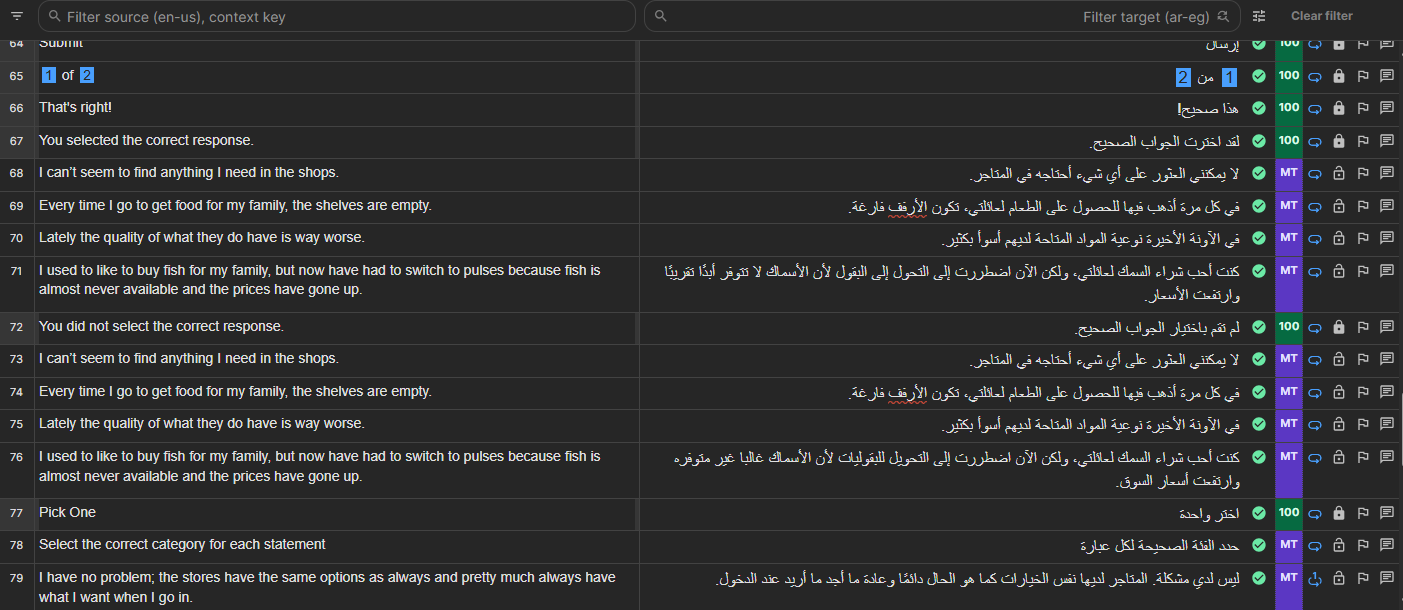 Filter source (en-us), context key
Filter target (ar-eg)
Clear filter
64 Submit إرسال 100
65 1 of 2 1 من 2 100
66 That's right! هذا صحيح! 100
67 You selected the correct response. لقد اخترت الجواب الصحيح. 100
68 I can't seem to find anything I need in the shops. لا يمكنني العثور على أي شيء أحتاجه في المتاجر. MT
69 Every time I go to get food for my family, the shelves are empty. في كل مرة أذهب فيها للحصول على الطعام لعائلتي، تكون الأرفف فارغة. MT
70 Lately the quality of what they do have is way worse. في الآونة الأخيرة نوعية المواد المتاحة لديهم أسوأ بكثير. MT
71 I used to like to buy fish for my family, but now have had to switch to pulses because fish is كنت أحب شراء السمك لعائلتي، ولكن الآن اضطررت إلى التحول إلى البقول لأن الأسماك لا تتوفر أبدًا تقريبًا MT
almost never available and the prices have gone up. وارتفعت الأسعار.
72 You did not select the correct response. لم تقم باختيار الجواب الصحيح. 100
73 I can't seem to find anything I need in the shops. لا يمكنني العثور على أي شيء أحتاجه في المتاجر. MT
74 Every time I go to get food for my family, the shelves are empty. في كل مرة أذهب فيها للحصول على الطعام لعائلتي، تكون الأرفف فارغة. MT
75 Lately the quality of what they do have is way worse. في الآونة الأخيرة نوعية المواد المتاحة لديهم أسوأ بكثير. MT
76 I used to like to buy fish for my family, but now have had to switch to pulses because fish is كنت أحب شراء السمك لعائلتي، ولكن الآن اضطررت إلى التحويل للبقوليات لأن الأسماك غالبا غير متوفره MT
almost never available and the prices have gone up. وارتفعت أسعار السوق.
77 Pick One اختر واحدة 100
78 Select the correct category for each statement حدد الفئة الصحيحة لكل عبارة MT
79 I have no problem; the stores have the same options as always and pretty much always have ليس لدي مشكلة. المتاجر لديها نفس الخيارات كما هو الحال دائمًا وعادة ما أجد ما أريد عند الدخول. MT
what I want when I go in.